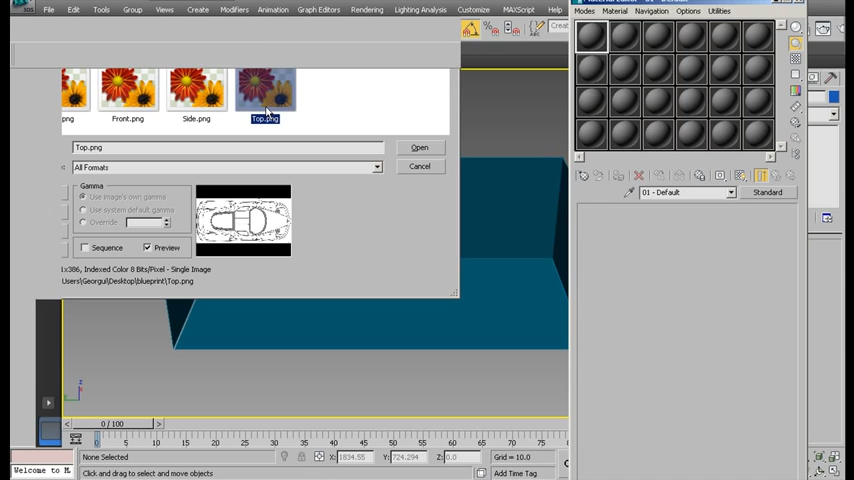 File Edit Tools Group Views Create Modifiers Animation Graph Editors Rendering Lighting Analysis Customize MAXScript Help
Modes Material Navigation Options Utilities
png Front.png Side.png Top.png
Top.png Open
All Formats Cancel
Gamma
Use image's own gamma
Use system default gamma
Override
Sequence Preview
1x386, Indexed Color 8 Bits/Pixel - Single Image
Users\Georgui\Desktop\blueprint\Top.png
01 - Default Standard
z
0 / 100
0 5 10 15 20 25 30 35 40 45 50 55 60 65 70 75 80
None Selected X: 1834.55 Y: 724.294 Z: 0.0 Grid = 10.0
Welcome to M Click and drag to select and move objects Add Time Tag